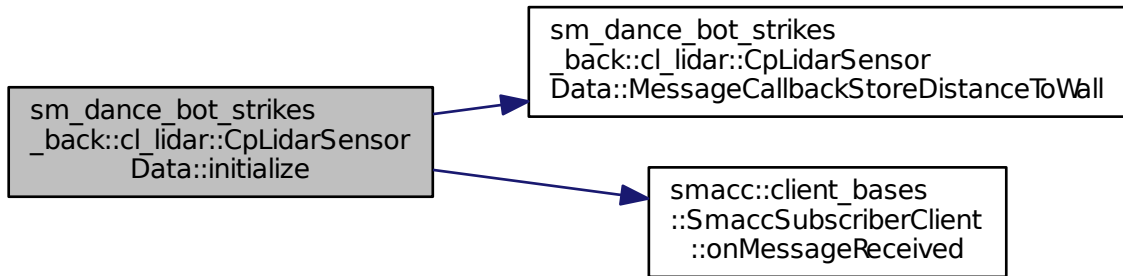 sm_dance_bot_strikes
_back::cl_lidar::CpLidarSensor
Data::initialize
sm_dance_bot_strikes
_back::cl_lidar::CpLidarSensor
Data::MessageCallbackStoreDistanceToWall
smacc::client_bases
::SmaccSubscriberClient
::onMessageReceived